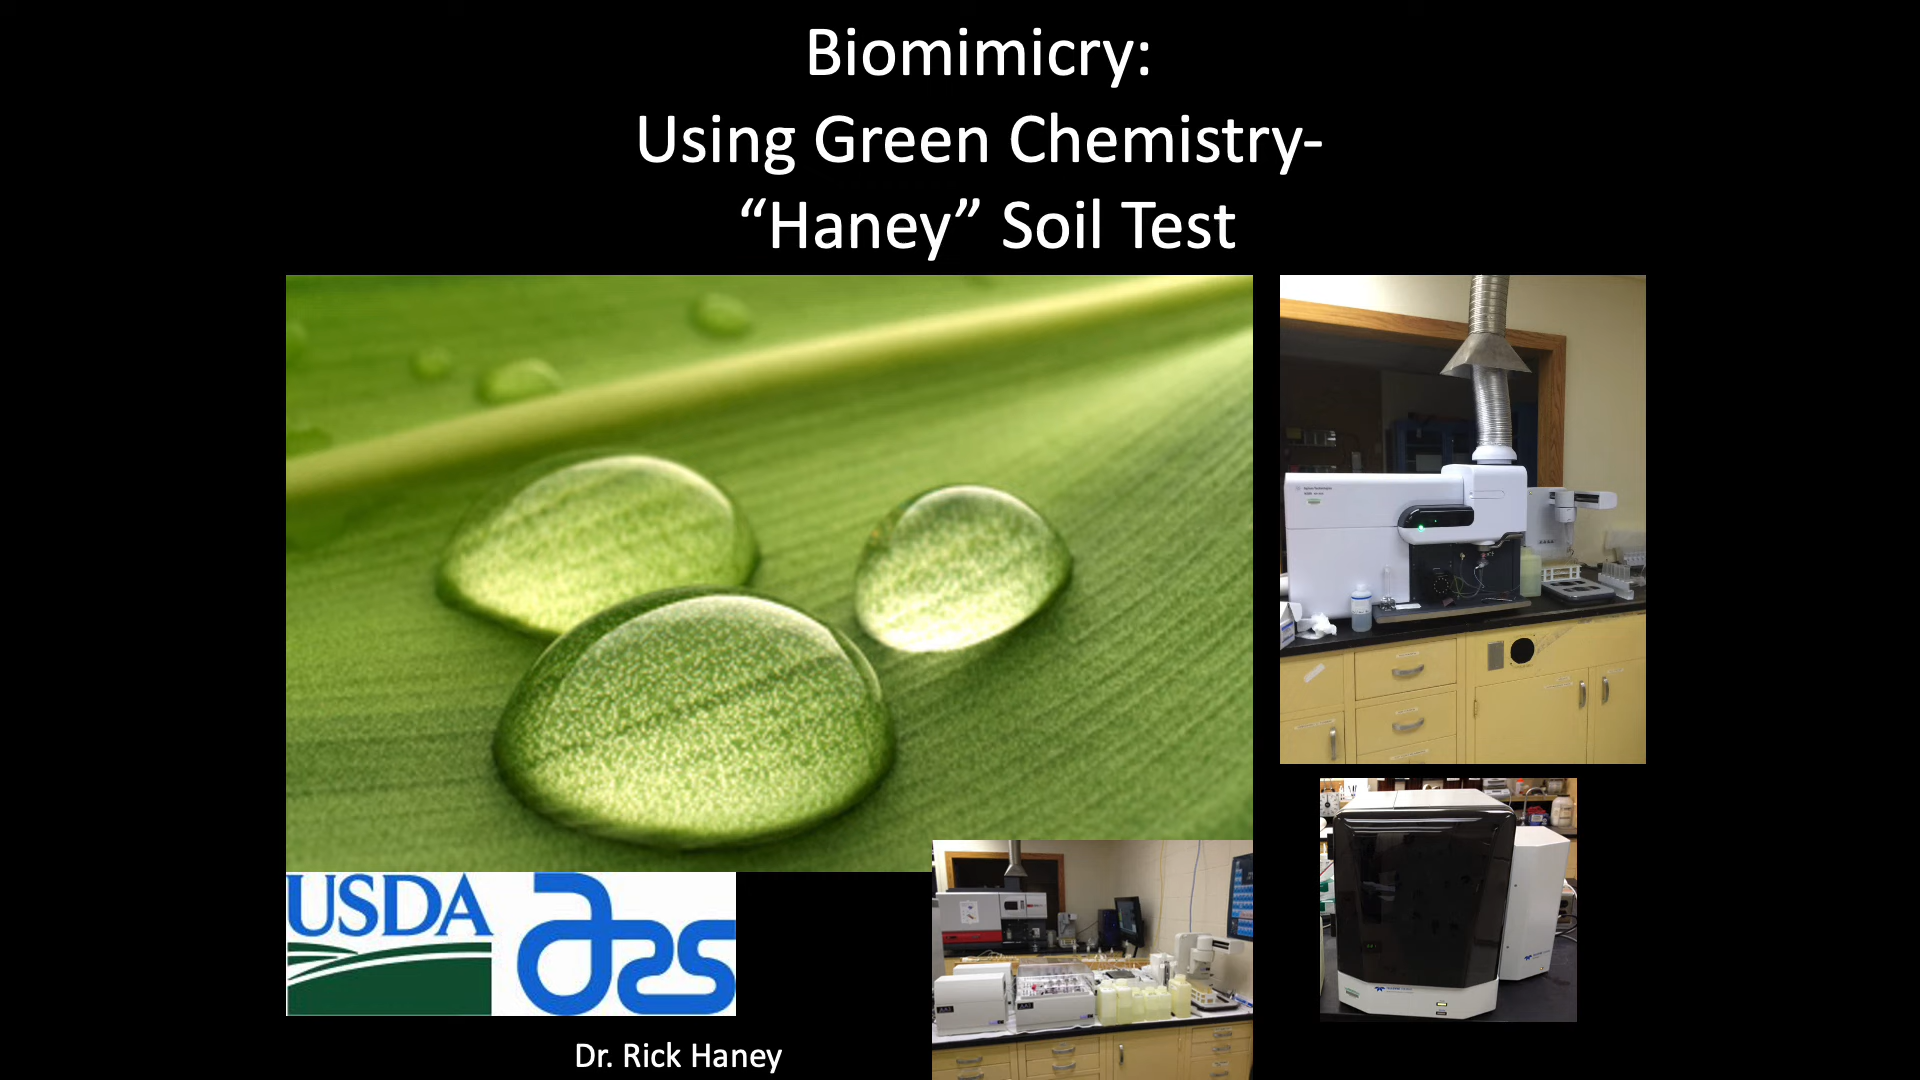 Biomimicry:
Using Green Chemistry-
“Haney” Soil Test
USDA
ars
Dr. Rick Haney